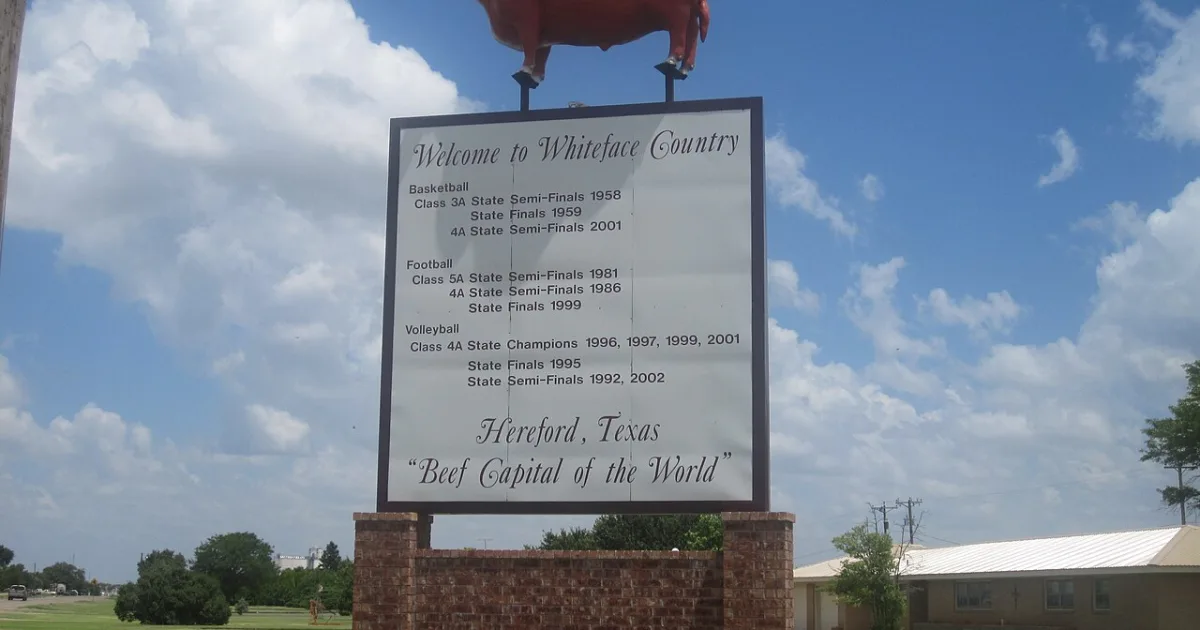 Welcome to Whiteface Country
Basketball
Class 3A State Semi-Finals 1958
State Finals 1959
4A State Semi-Finals 2001
Football
Class 5A State Semi-Finals 1981
4A State Semi-Finals 1986
State Finals 1999
Volleyball
Class 4A State Champions 1996, 1997, 1999, 2001
State Finals 1995
State Semi-Finals 1992, 2002
Hereford, Texas
"Beef Capital of the World"